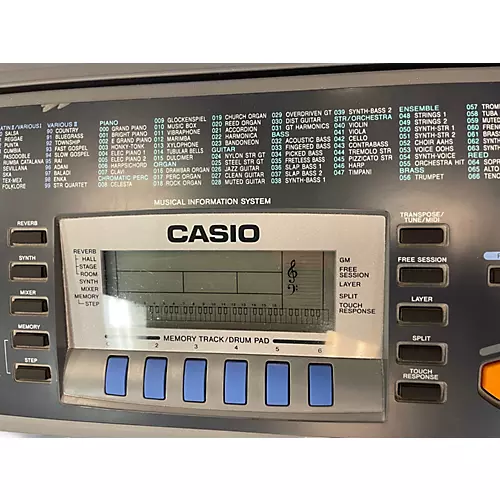 LATIN II/VARIOUS I
SALSA
REGGAE
PUNTA
CUMBIA
PASODOBLE
RUMBA CATALANA
SEVILLANA
SKA
TEX-MEX
FOLKLORE
VARIOUS II
90 COUNTRY
91 BLUEGRASS
92 TOWNSHIP
93 FAST GOSPEL
94 SLOW GOSPEL
95 ADANI
96 BALADI
97 ENKA
98 STR QUARTET
PIANO
000 GRAND PIANO
001 BRIGHT PIANO
002 E GRAND PIANO
003 HONKY-TONK
004 ELEC PIANO 1
005 ELEC PIANO 2
006 HARPSICHORD
007 CLAVI
CHROMATIC PERC
008 CELESTA
009 GLOCKENSPIEL
010 MUSIC BOX
011 VIBRAPHONE
012 MARIMBA
013 XYLOPHONE
014 TUBULAR BELLS
015 DULCIMER
ORGAN
016 DRAWBAR ORGAN
017 PERC ORGAN
018 ROCK ORGAN
019 CHURCH ORGAN
020 REED ORGAN
021 ACCORDION
022 HARMONICA
023 BANDONEON
GUITAR
024 NYLON STR GT
025 STEEL STR GT
026 JAZZ GUITAR
027 CLEAN GUITAR
028 MUTED GUITAR
029 OVERDRIVEN GT
030 DIST GUITAR
031 GT HARMONICS
BASS
032 ACOUSTIC BASS
033 FINGERED BASS
034 PICKED BASS
035 FRETLESS BASS
036 SLAP BASS 1
037 SLAP BASS 2
038 SYNTH-BASS 1
039 SYNTH-BASS 2
STR/ORCHESTRA
040 VIOLIN
041 VIOLA
042 CELLO
043 CONTRABASS
044 TREMOLO STR
045 PIZZICATO STR
046 HARP
047 TIMPANI
ENSEMBLE
048 STRINGS 1
049 STRINGS 2
050 SYNTH-STR 1
051 SYNTH-STR 2
052 CHOIR AAHS
053 VOICE OOHS
054 SYNTH-VOICE
055 ORCHESTRA HIT
BRASS
056 TRUMPET
057
058 TUBA
059
060
061
062
063
REED
064
065
066
MUSICAL INFORMATION SYSTEM
CASIO
REVERB
SYNTH
MIXER
MEMORY
STEP
REVERB
HALL
STAGE
ROOM
SYNTH
MIXER
MEMORY
STEP
GM
FREE
SESSION
LAYER
SPLIT
TOUCH
RESPONSE
MEMORY TRACK/DRUM PAD
2
3
4
5
6
TRANSPOSE/
TUNE/MIDI
FREE SESSION
LAYER
SPLIT
TOUCH
RESPONSE